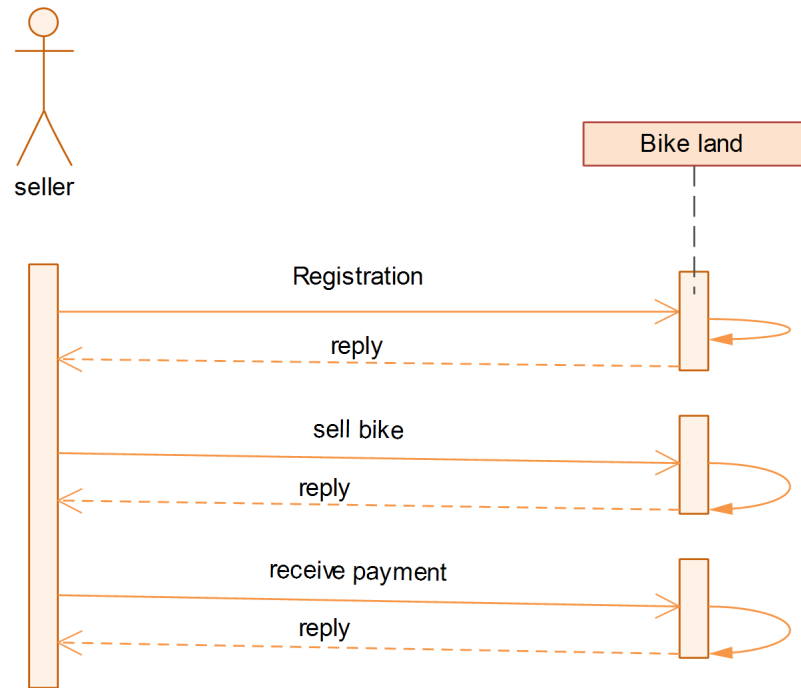 seller
Bike land
Registration
reply
sell bike
reply
receive payment
reply